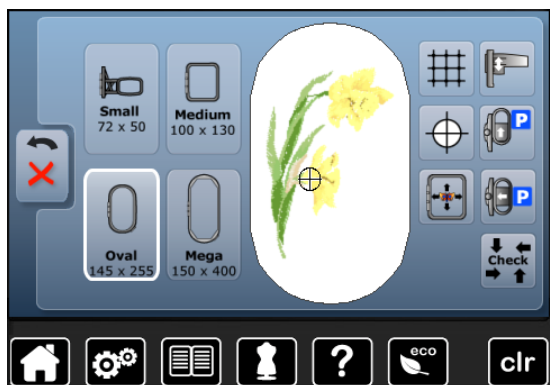 Small
72 x 50
Medium
100 x 130
Oval
145 x 255
Mega
150 x 400
P
P
Check
?
eco
clr